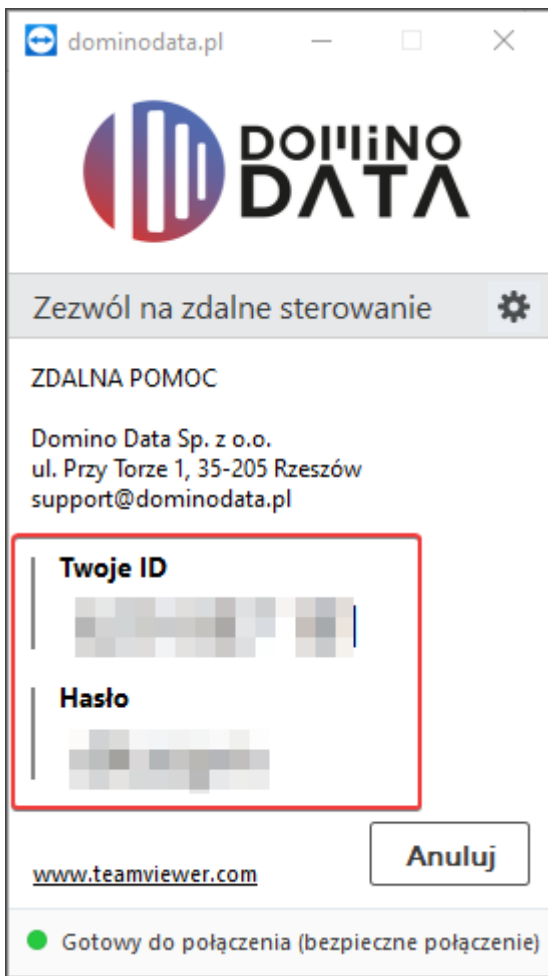 dominodata.pl
DOMINO
DATA
Zezwól na zdalne sterowanie
ZDALNA POMOC
Domino Data Sp. z o.o.
ul. Przy Torze 1, 35-205 Rzeszów
support@dominodata.pl
Twoje ID
Hasło
www.teamviewer.com
Anuluj
Gotowy do połączenia (bezpieczne połączenie)